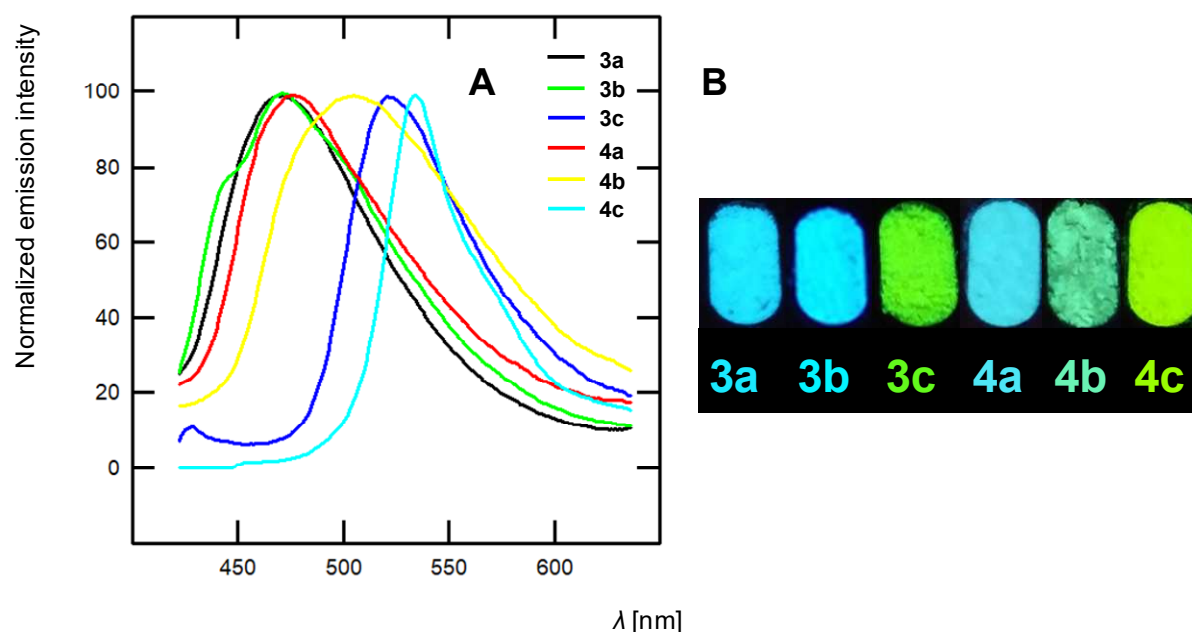 Normalized emission intensity
100
80
60
40
20
0
450 500 550 600
λ [nm]
A
3a
3b
3c
4a
4b
4c
B
3a 3b 3c 4a 4b 4c